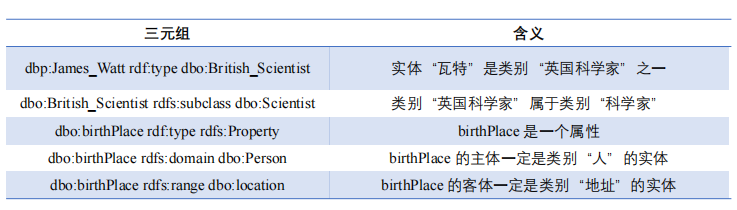 三元组 含义
dbp:James_Watt rdf:type dbo:British_Scientist 实体“瓦特”是类别“英国科学家”之一
dbo:British_Scientist rdfs:subclass dbo:Scientist 类别“英国科学家”属于类别“科学家”
dbo:birthPlace rdf:type rdfs:Property birthPlace 是一个属性
dbo:birthPlace rdfs:domain dbo:Person birthPlace 的主体一定是类别“人”的实体
dbo:birthPlace rdfs:range dbo:location birthPlace 的客体一定是类别“地址”的实体